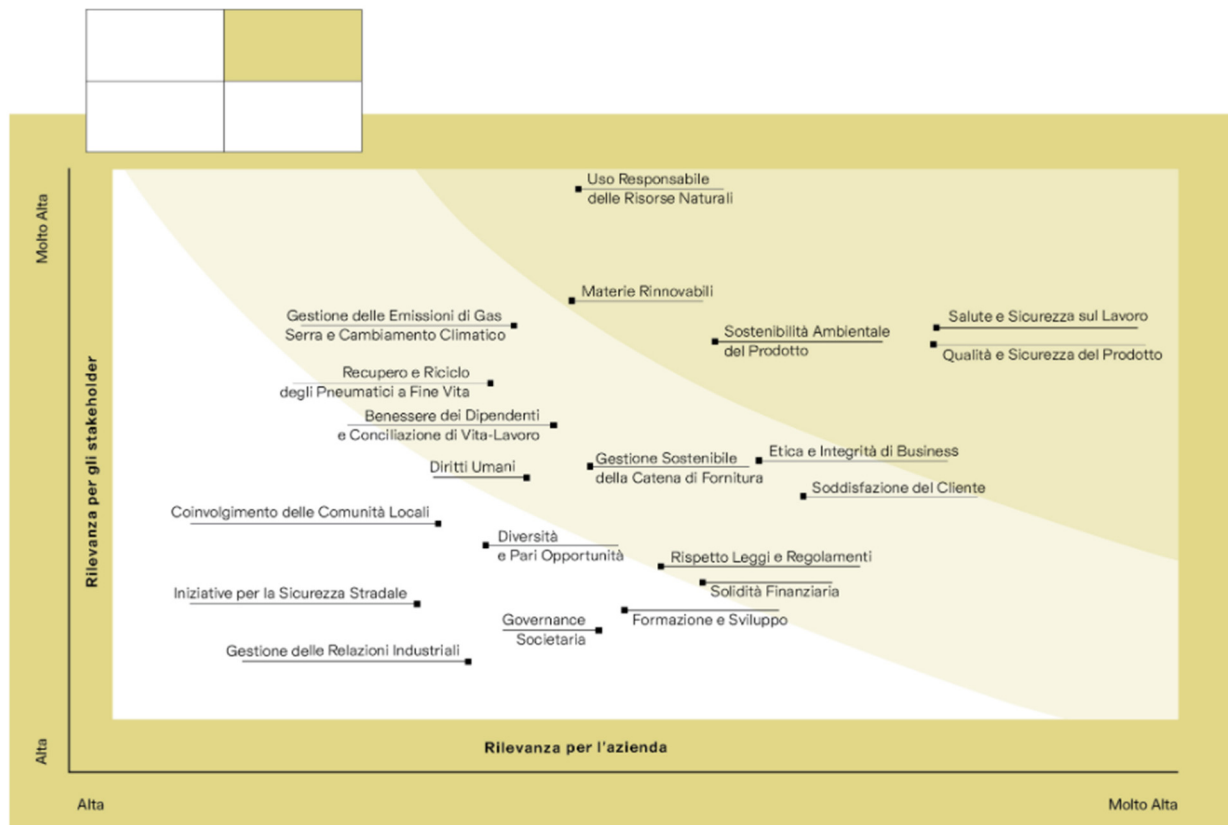 Molto Alta
Rilevanza per gli stakeholder
Alta
Uso Responsabile
delle Risorse Naturali
Materie Rinnovabili
Gestione delle Emissioni di Gas
Serra e Cambiamento Climatico
Sostenibilità Ambientale
del Prodotto
Salute e Sicurezza sul Lavoro
Qualità e Sicurezza del Prodotto
Recupero e Riciclo
degli Pneumatici a Fine Vita
Benessere dei Dipendenti
e Conciliazione di Vita-Lavoro
Diritti Umani
Gestione Sostenibile
della Catena di Fornitura
Etica e Integrità di Business
Soddisfazione del Cliente
Coinvolgimento delle Comunità Locali
Diversità
e Pari Opportunità
Rispetto Leggi e Regolamenti
Solidità Finanziaria
Iniziative per la Sicurezza Stradale
Governance
Societaria
Formazione e Sviluppo
Gestione delle Relazioni Industriali
Rilevanza per l'azienda
Alta
Molto Alta